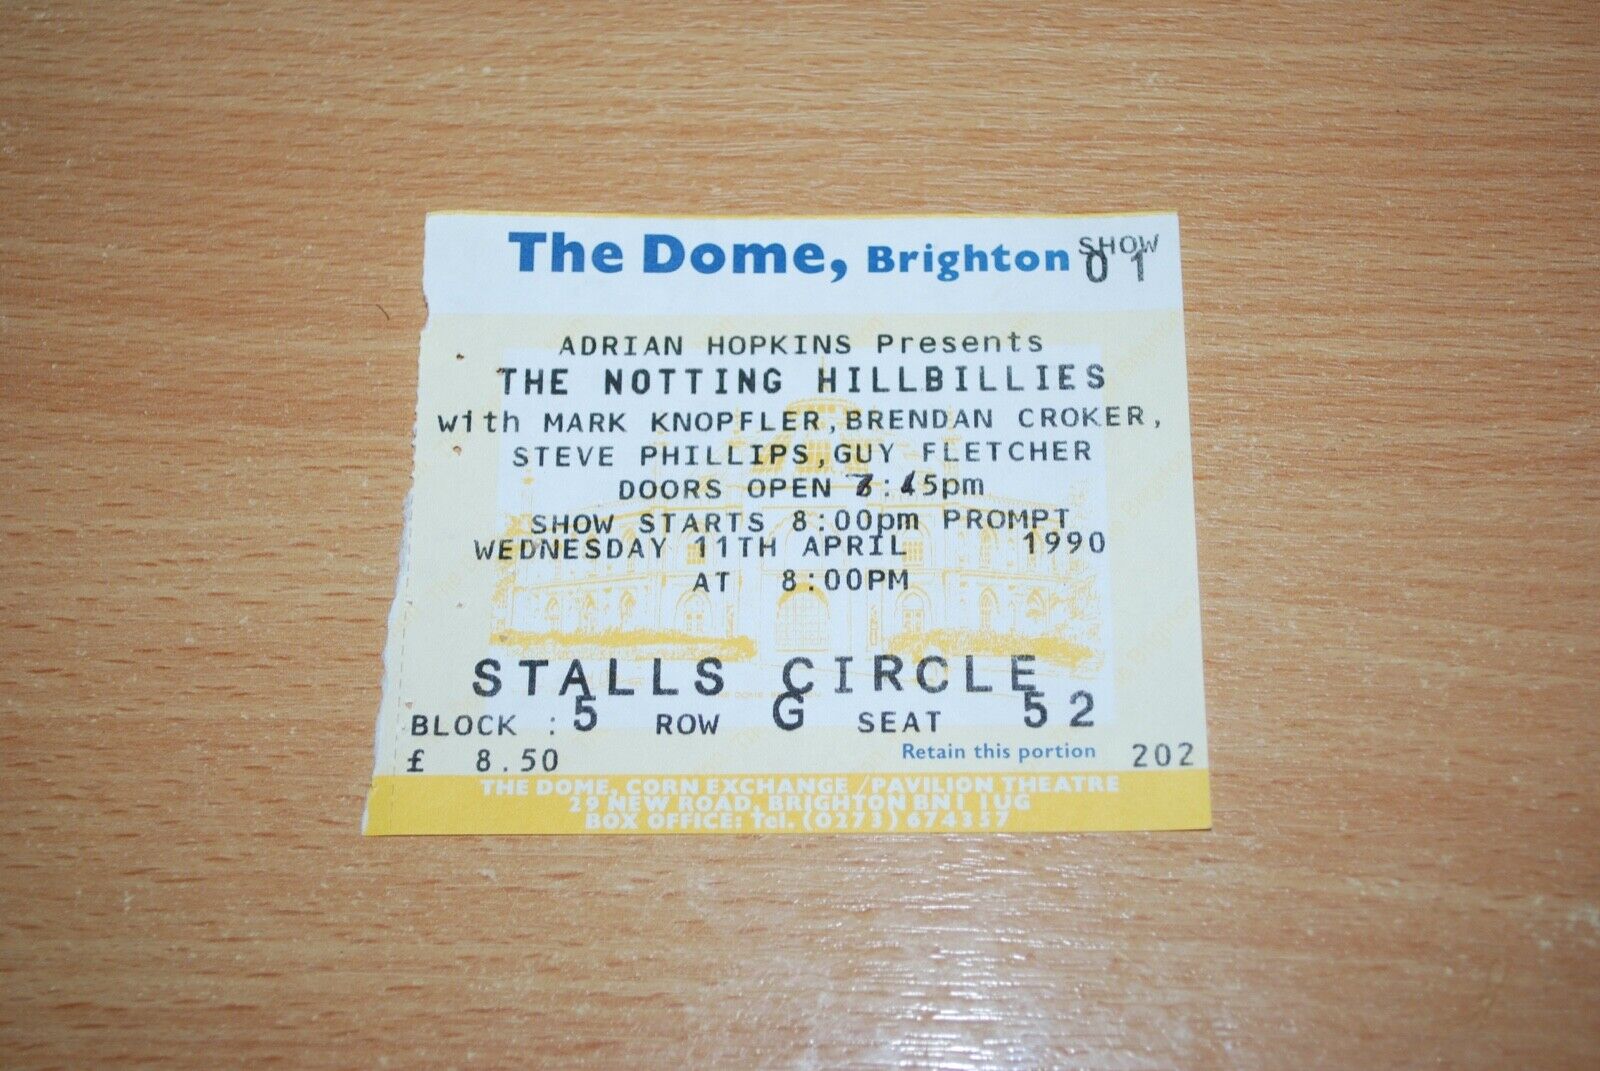 The Dome, Brighton SHOW
01
ADRIAN HOPKINS Presents
THE NOTTING HILLBILLIES
with MARK KNOPFLER,BRENDAN CROKER,
STEVE PHILLIPS,GUY FLETCHER
DOORS OPEN :15pm
SHOW STARTS 8:00pm PROMPT
WEDNESDAY 11TH APRIL 1990
AT 8:00PM
STALLS CIRCLE
BLOCK : 5 ROW G SEAT 52
£ 8.50 Retain this portion 202
THE DOME, CORN EXCHANGE / PAVILION THEATRE
29 NEW ROAD, BRIGHTON BN1 1UG
BOX OFFICE: Tel. (0273) 674357